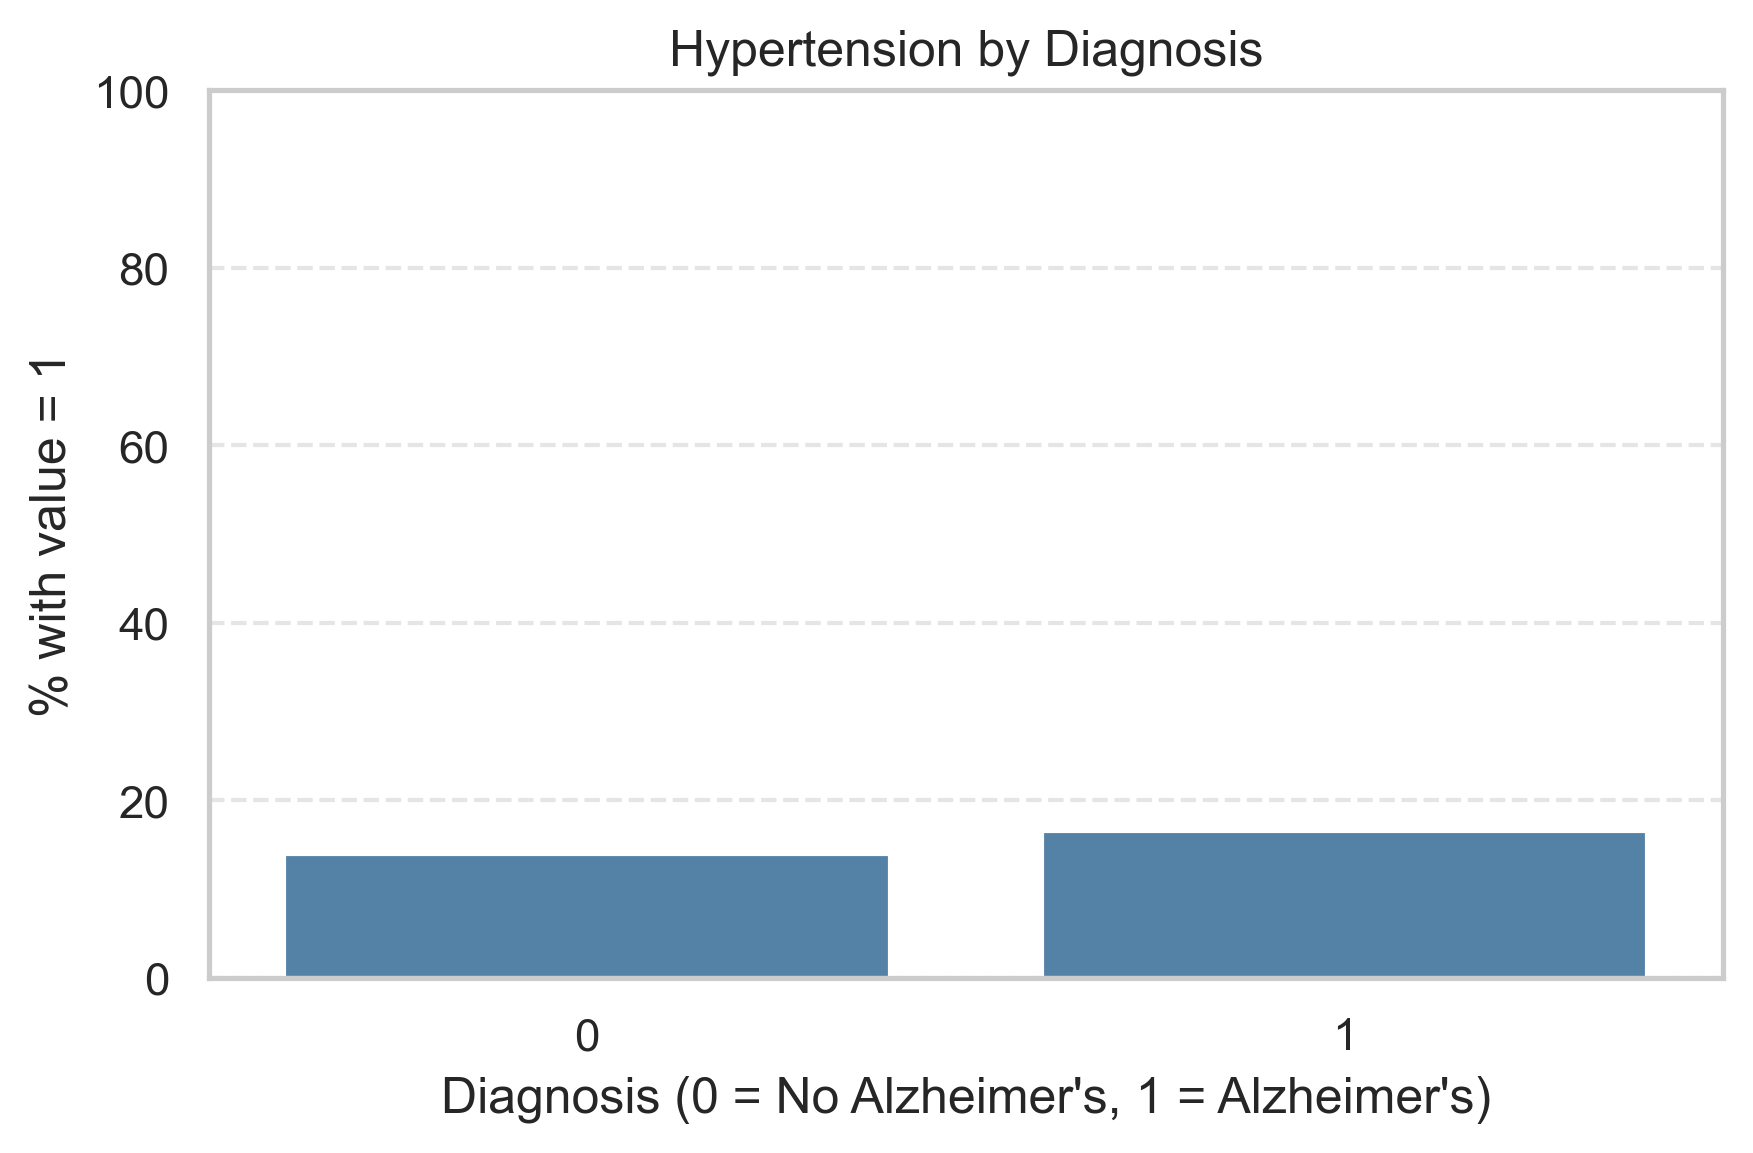 Hypertension by Diagnosis
100
80
60
40
20
0
% with value = 1
0 1
Diagnosis (0 = No Alzheimer's, 1 = Alzheimer's)